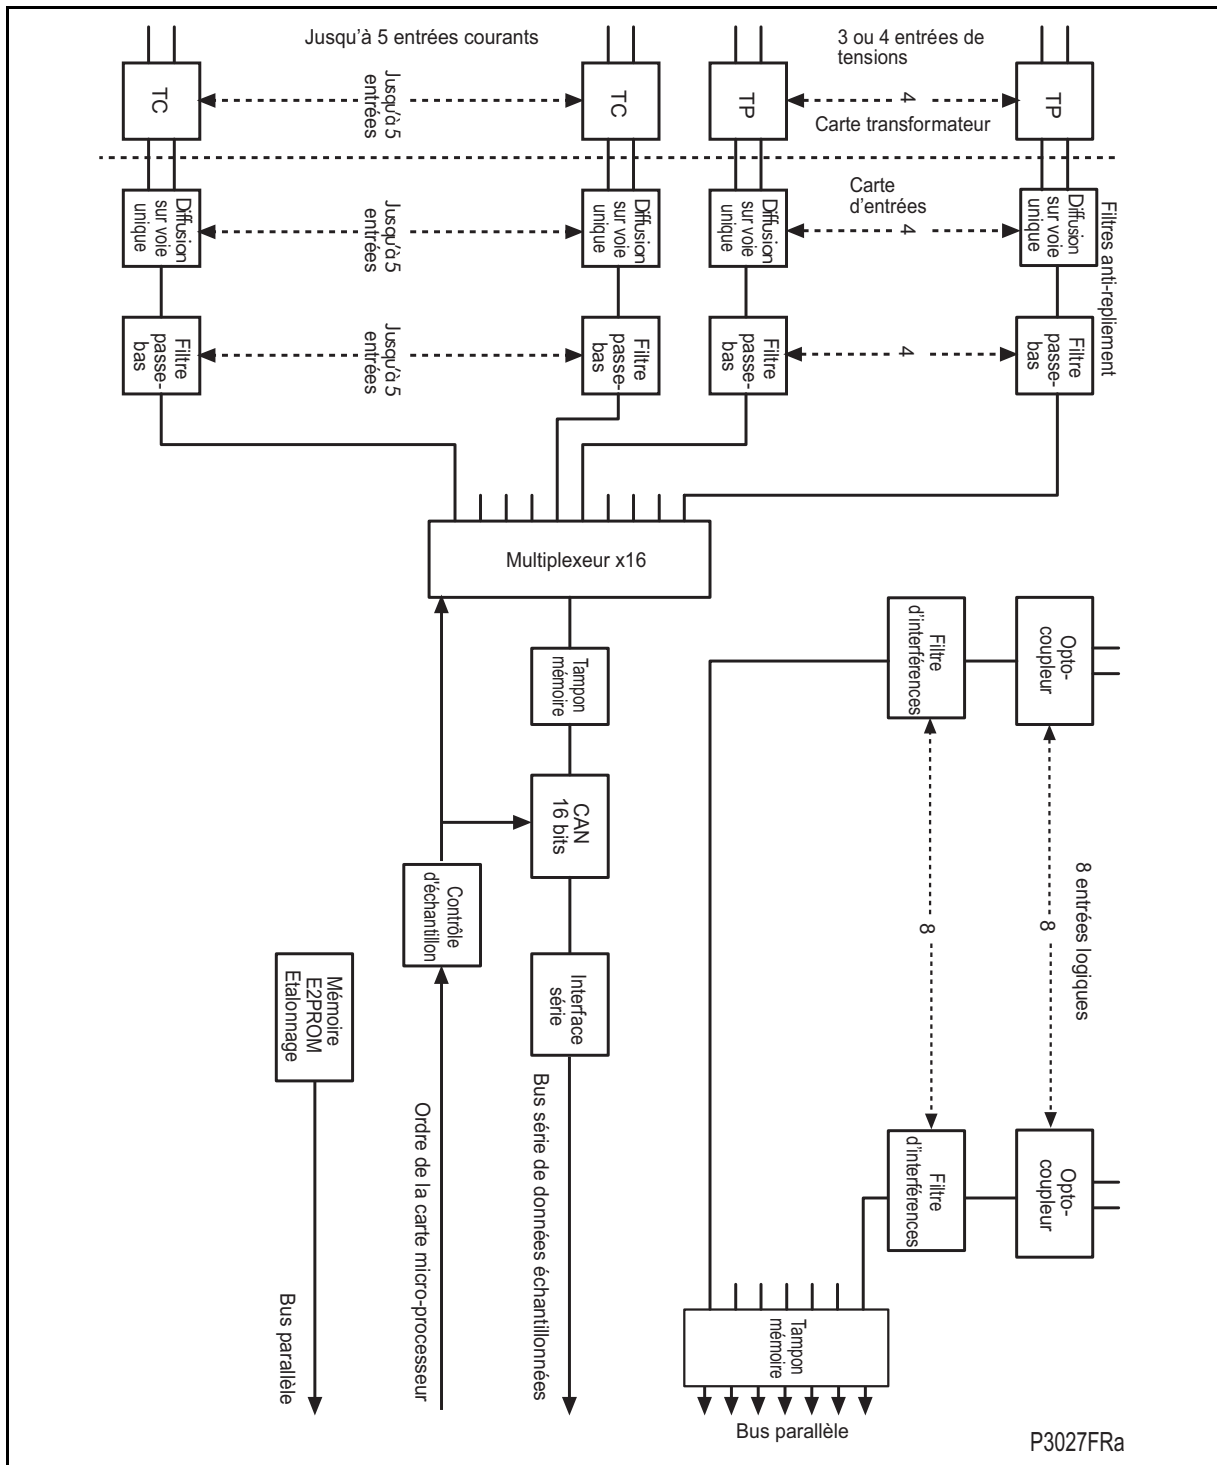 Jusqu'à 5 entrées courants
3 ou 4 entrées de
tensions
TC
Jusqu'à 5
entrées
TC
TP
4
Carte transformateur
TP
Diffusion
sur voie
unique
Jusqu'à 5
entrées
Diffusion
sur voie
unique
Diffusion
sur voie
unique
Carte
d'entrées
4
Diffusion
sur voie
unique
Filtres anti-repliement
Filtre
passe-
bas
Jusqu'à 5
entrées
Filtre
passe-
bas
Filtre
passe-
bas
4
Filtre
passe-
bas
Multiplexeur x16
Tampon
mémoire
Filtre
d'interférences
Opto-
coupleur
CAN
16 bits
Contrôle
d'échantillon
8
8
8 entrées logiques
Mémoire
E2PROM
Etalonnage
Interface
série
Filtre
d'interférences
Opto-
coupleur
Bus parallèle
Ordre de la carte micro-processeur
Bus série de données échantillonnées
Tampon
mémoire
Bus parallèle
P3027FRa